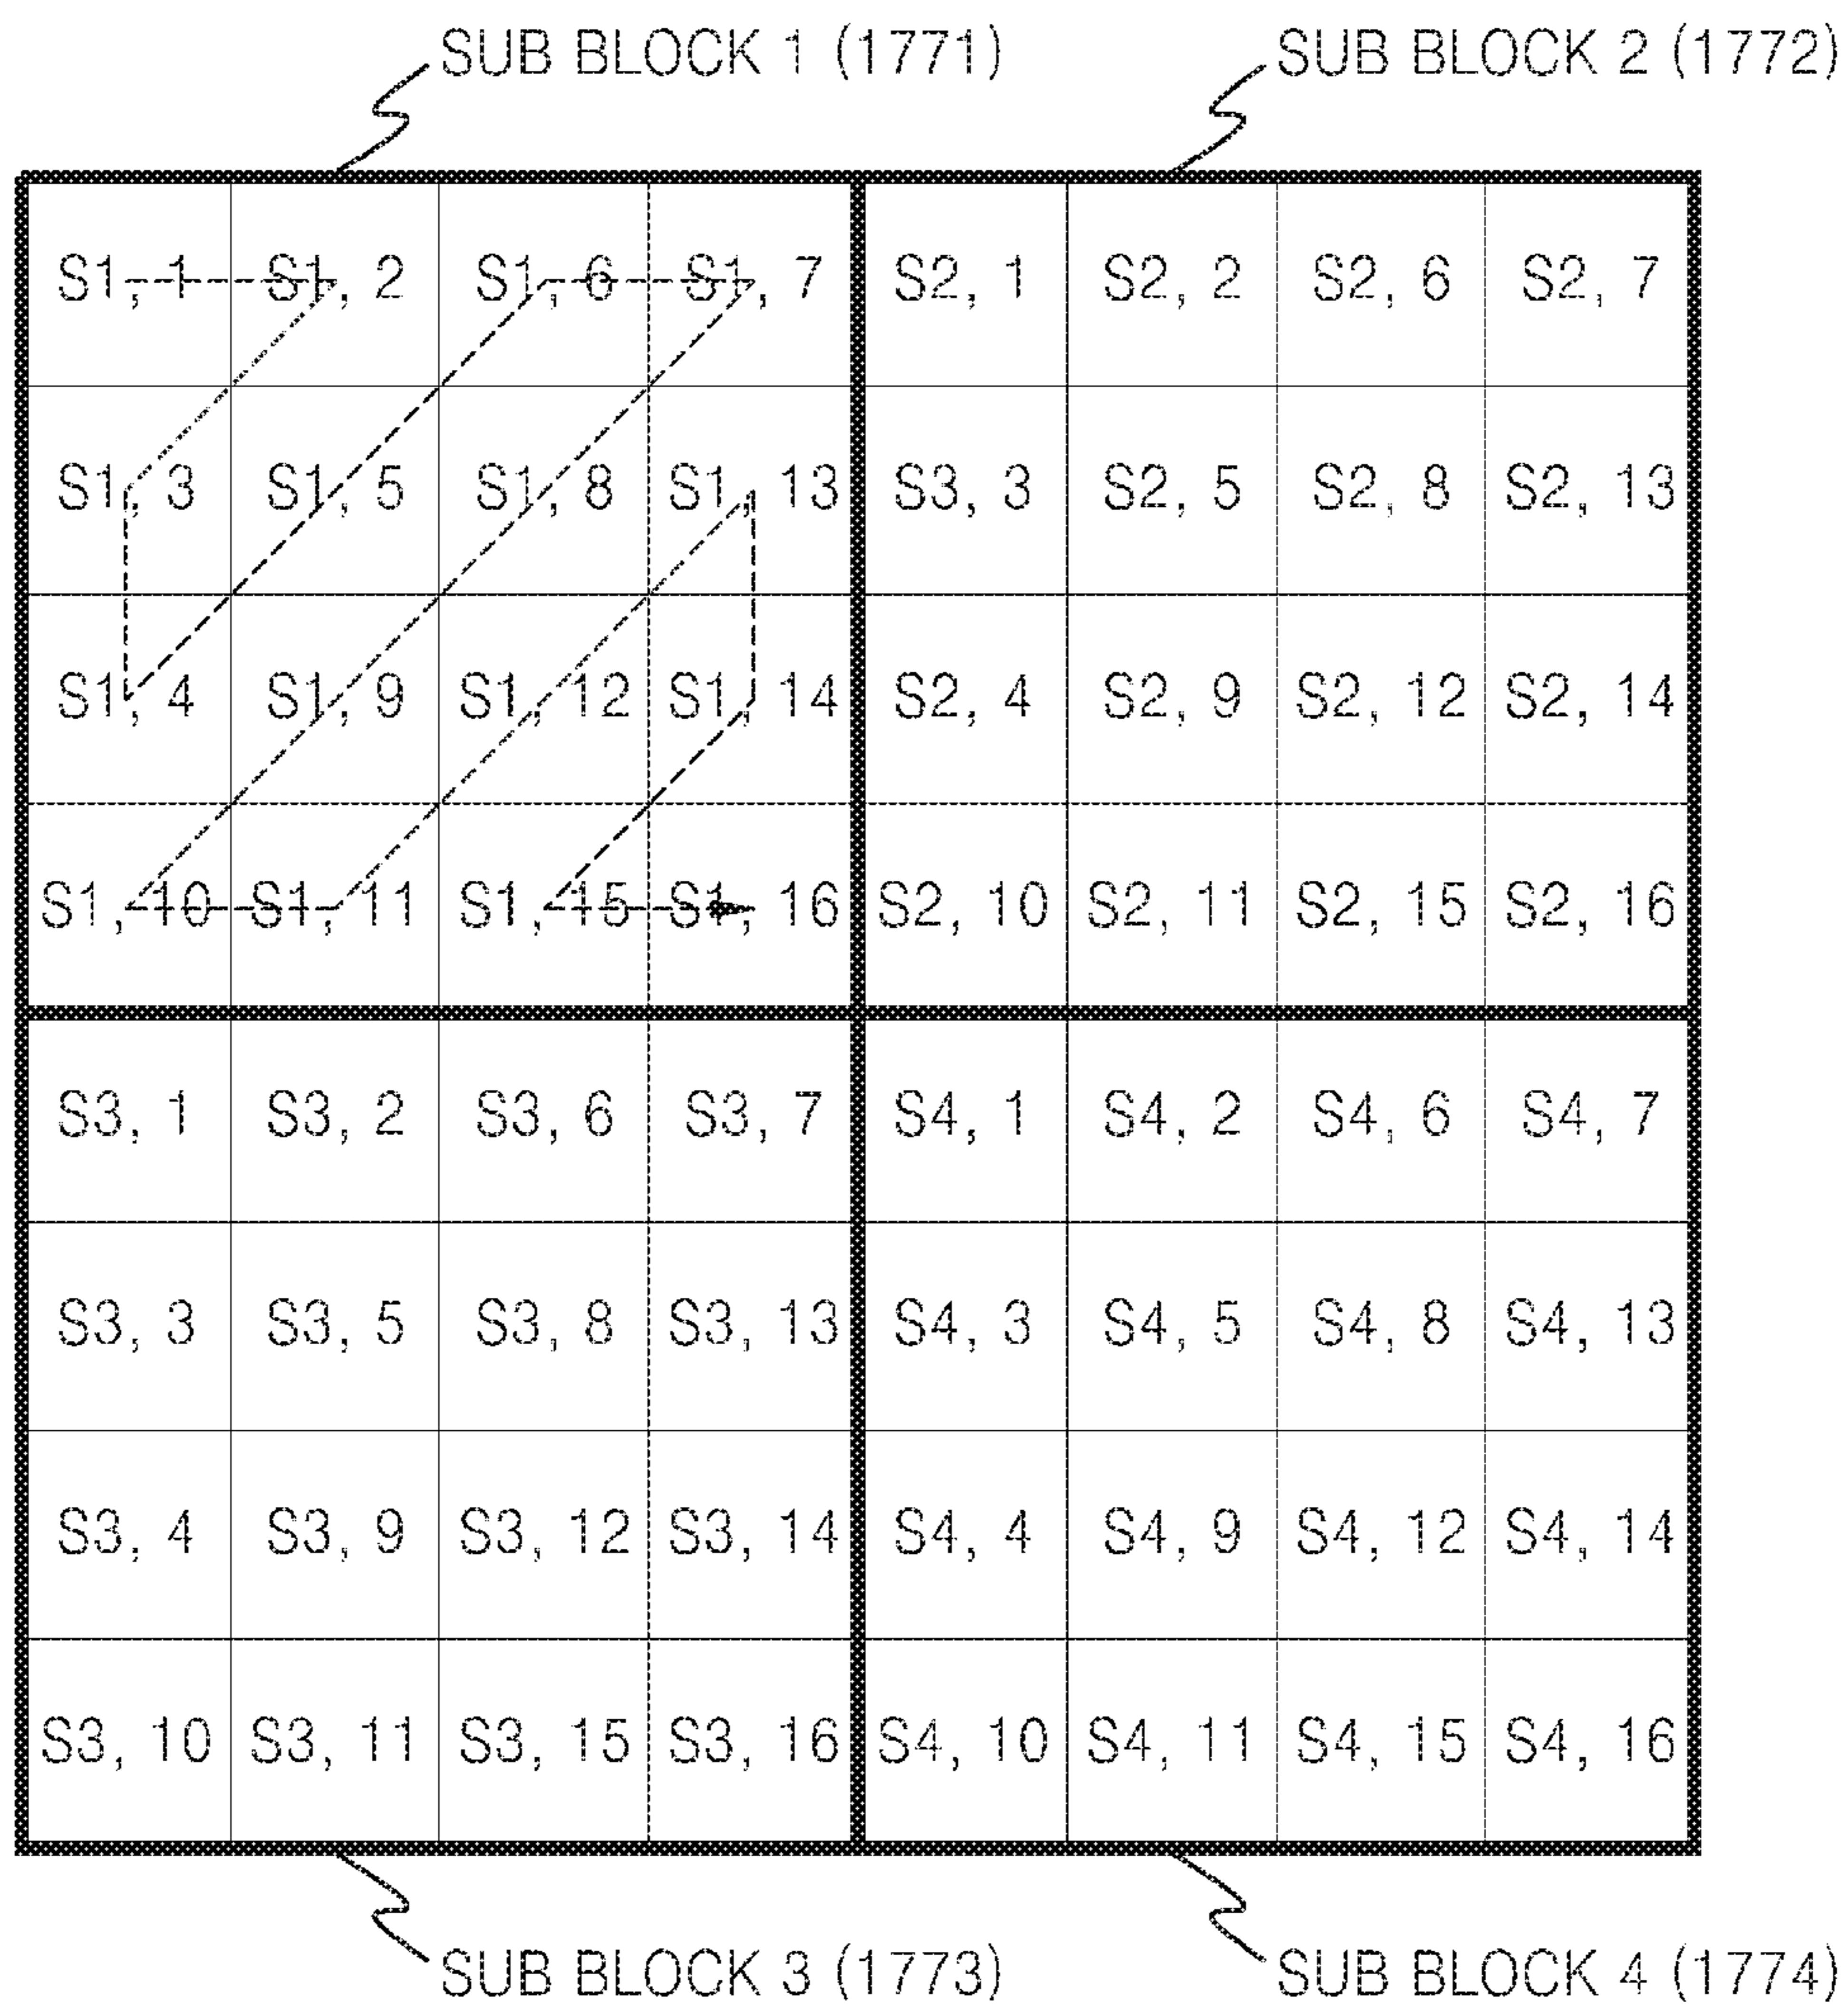 SUB BLOCK 1 (1771) SUB BLOCK 2 (1772)
S1, 1 S1, 2 S1, 6 S1, 7 S2, 1 S2, 2 S2, 6 S2, 7
S1, 3 S1, 5 S1, 8 S1, 13 S3, 3 S2, 5 S2, 8 S2, 13
S1, 4 S1, 9 S1, 12 S1, 14 S2, 4 S2, 9 S2, 12 S2, 14
S1, 10 S1, 11 S1, 15 S1, 16 S2, 10 S2, 11 S2, 15 S2, 16
S3, 1 S3, 2 S3, 6 S3, 7 S4, 1 S4, 2 S4, 6 S4, 7
S3, 3 S3, 5 S3, 8 S3, 13 S4, 3 S4, 5 S4, 8 S4, 13
S3, 4 S3, 9 S3, 12 S3, 14 S4, 4 S4, 9 S4, 12 S4, 14
S3, 10 S3, 11 S3, 15 S3, 16 S4, 10 S4, 11 S4, 15 S4, 16
SUB BLOCK 3 (1773) SUB BLOCK 4 (1774)